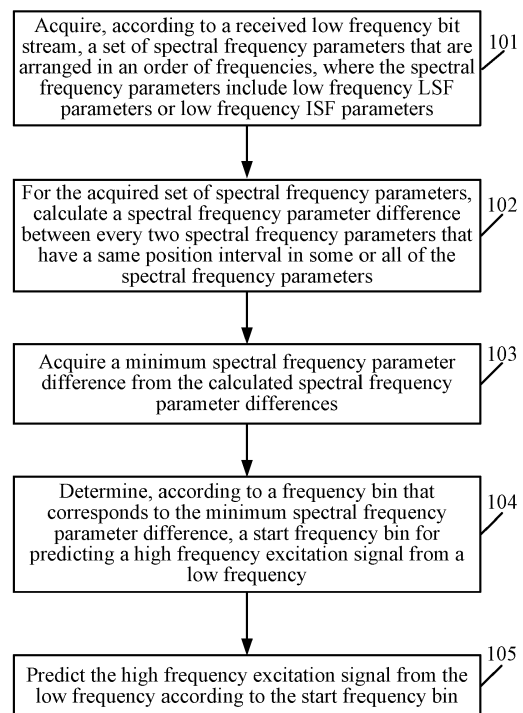 Acquire, according to a received low frequency bit
stream, a set of spectral frequency parameters that are
arranged in an order of frequencies, where the spectral
frequency parameters include low frequency LSF
parameters or low frequency ISF parameters
101
For the acquired set of spectral frequency parameters,
calculate a spectral frequency parameter difference
between every two spectral frequency parameters that
have a same position interval in some or all of the
spectral frequency parameters
102
Acquire a minimum spectral frequency parameter
difference from the calculated spectral frequency
parameter differences
103
Determine, according to a frequency bin that
corresponds to the minimum spectral frequency
parameter difference, a start frequency bin for
predicting a high frequency excitation signal from a
low frequency
104
Predict the high frequency excitation signal from the
low frequency according to the start frequency bin
105